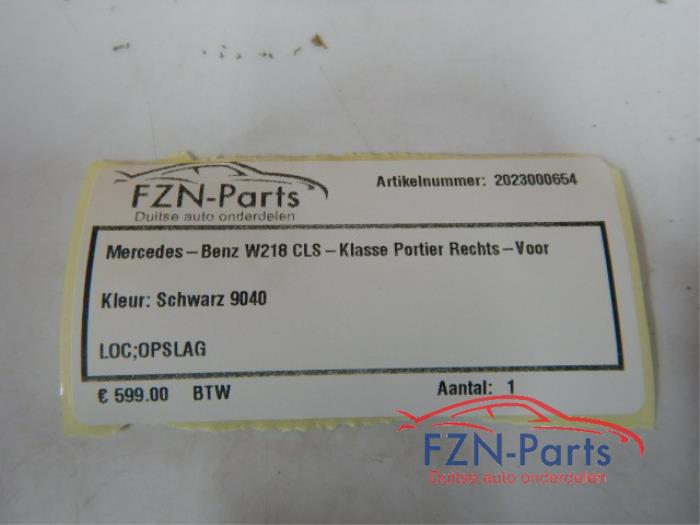 FZN-Parts
Duitse auto onderdelen
Artikelnummer: 2023000654
Mercedes-Benz W218 CLS-Klasse Portier Rechts-Voor
Kleur: Schwarz 9040
LOC;OPSLAG
€ 599.00 BTW
Aantal: 1
FZN-Parts
Duitse auto onderdelen